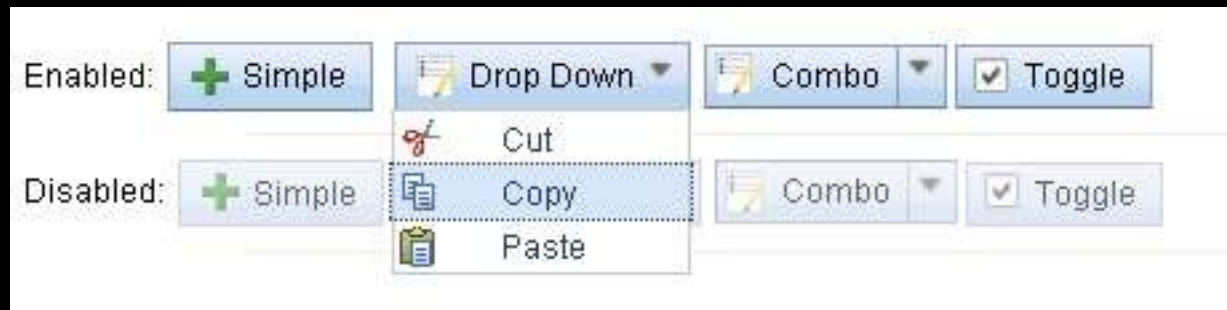 Enabled: Simple Drop Down Combo Toggle
Cut
Disabled: Simple Copy Combo Toggle
Paste